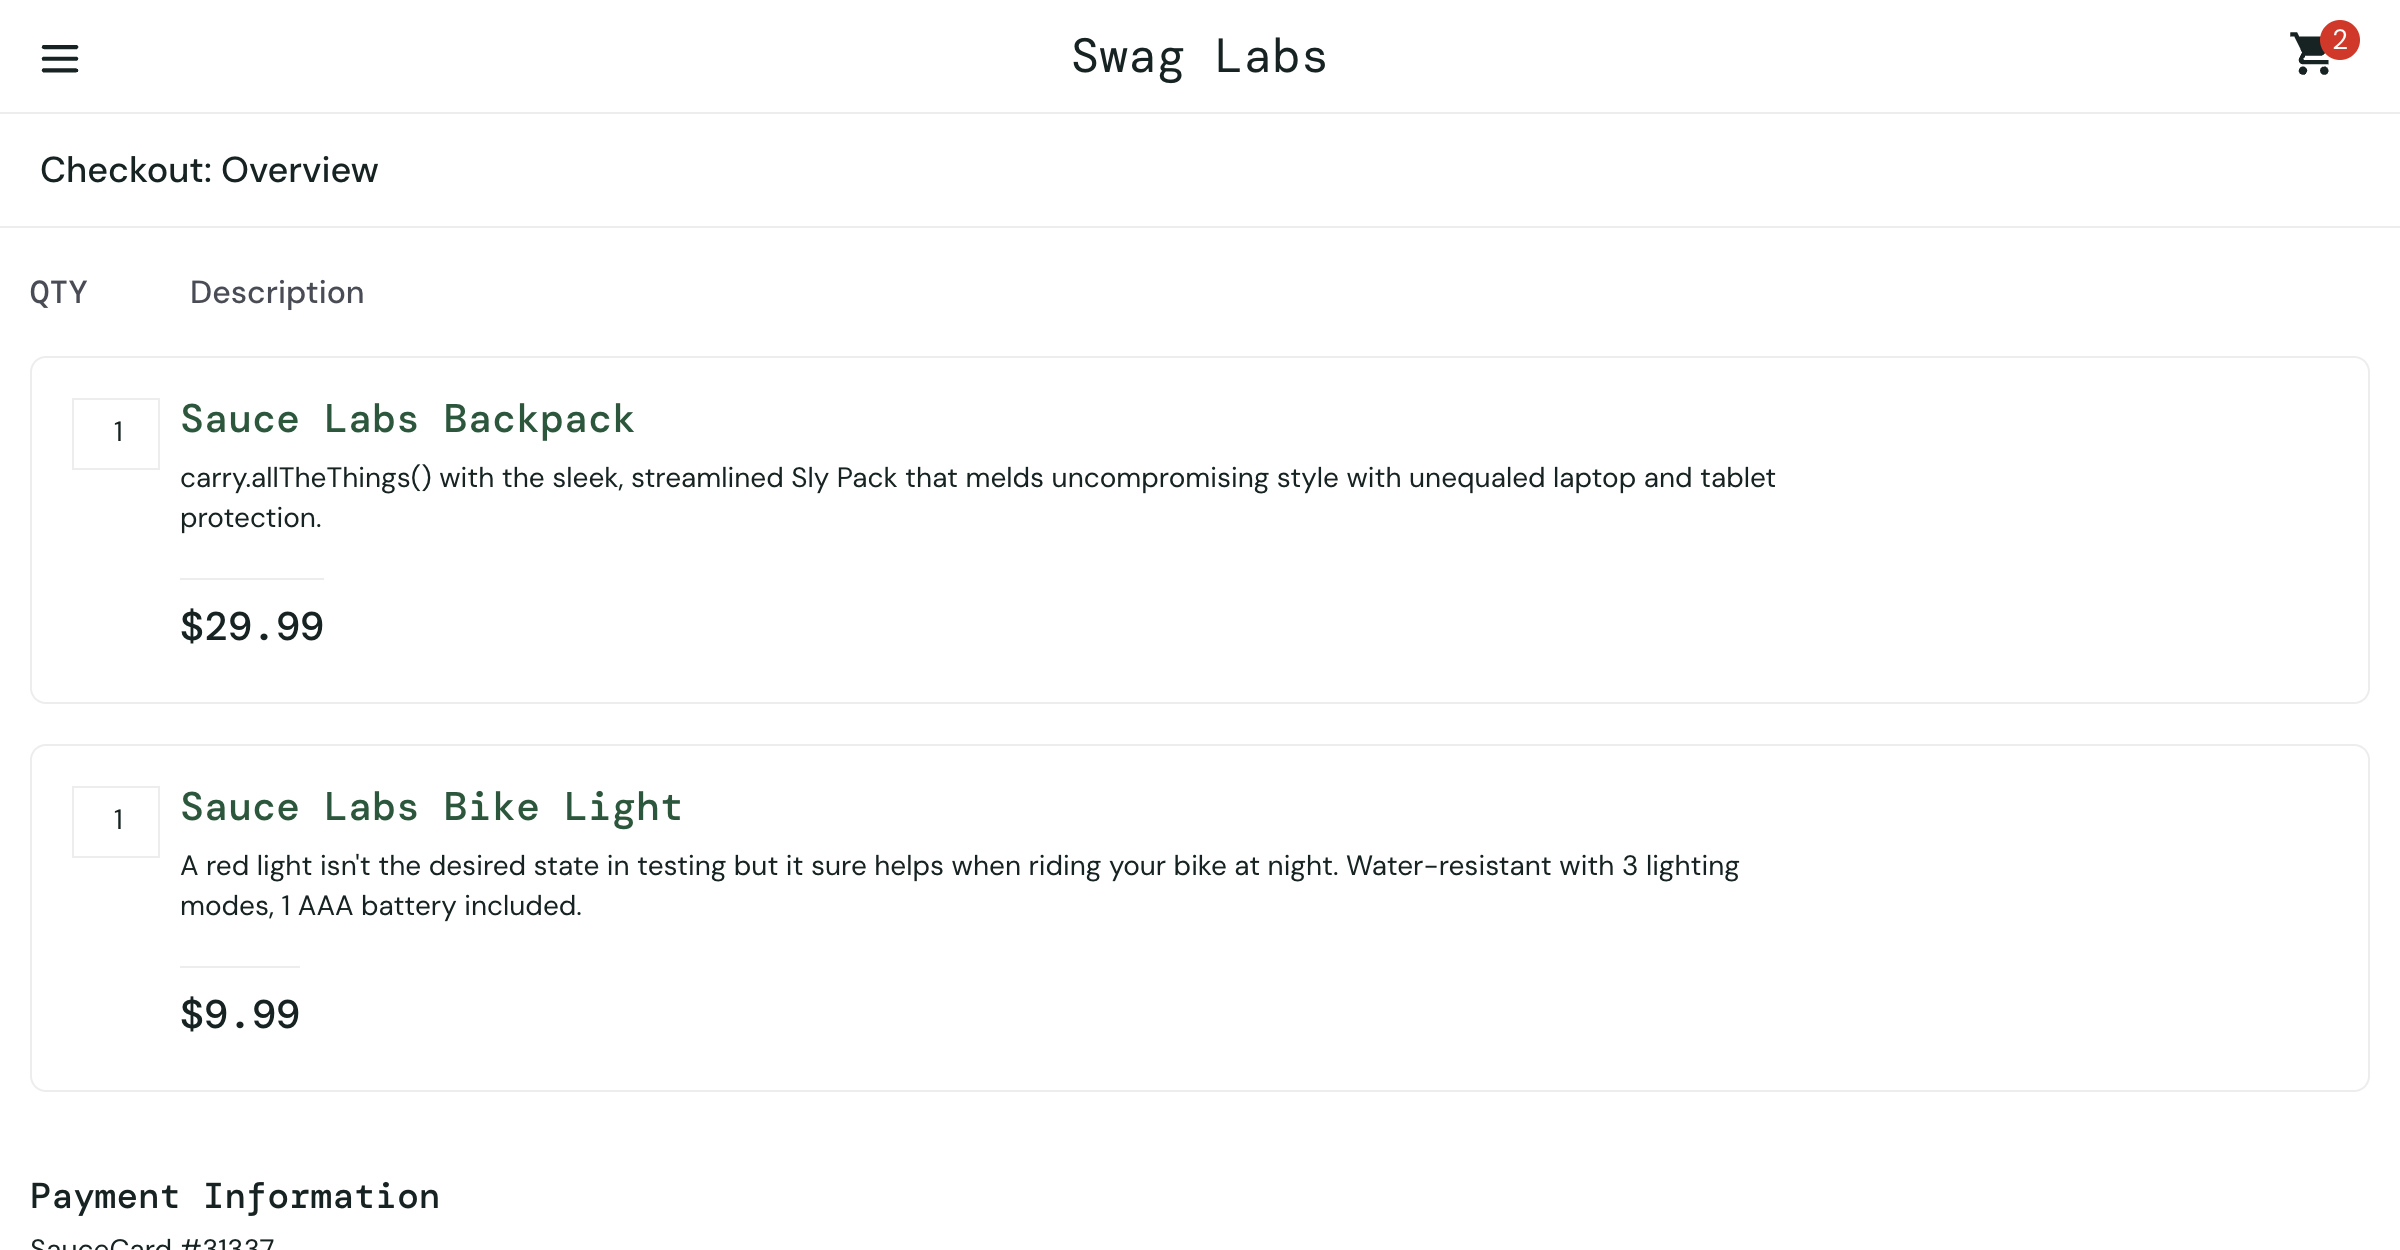 Swag Labs
2
Checkout: Overview
QTY Description
1 Sauce Labs Backpack
carry.allTheThings() with the sleek, streamlined Sly Pack that melds uncompromising style with unequaled laptop and tablet
protection.
$29.99
1 Sauce Labs Bike Light
A red light isn't the desired state in testing but it sure helps when riding your bike at night. Water-resistant with 3 lighting
modes, 1 AAA battery included.
$9.99
Payment Information
SauceCard #31337